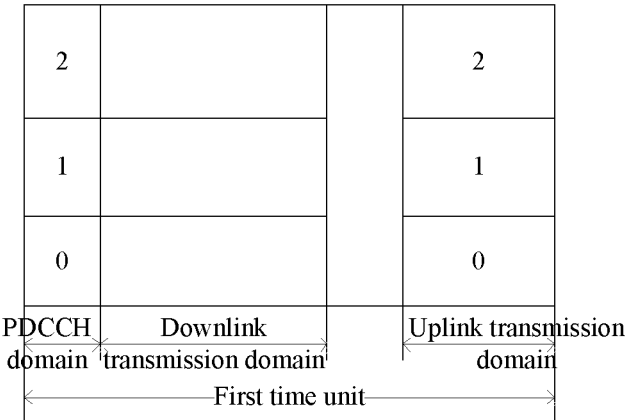 2
2
1
1
0
0
PDCCH
domain
Downlink
transmission domain
Uplink transmission
domain
First time unit